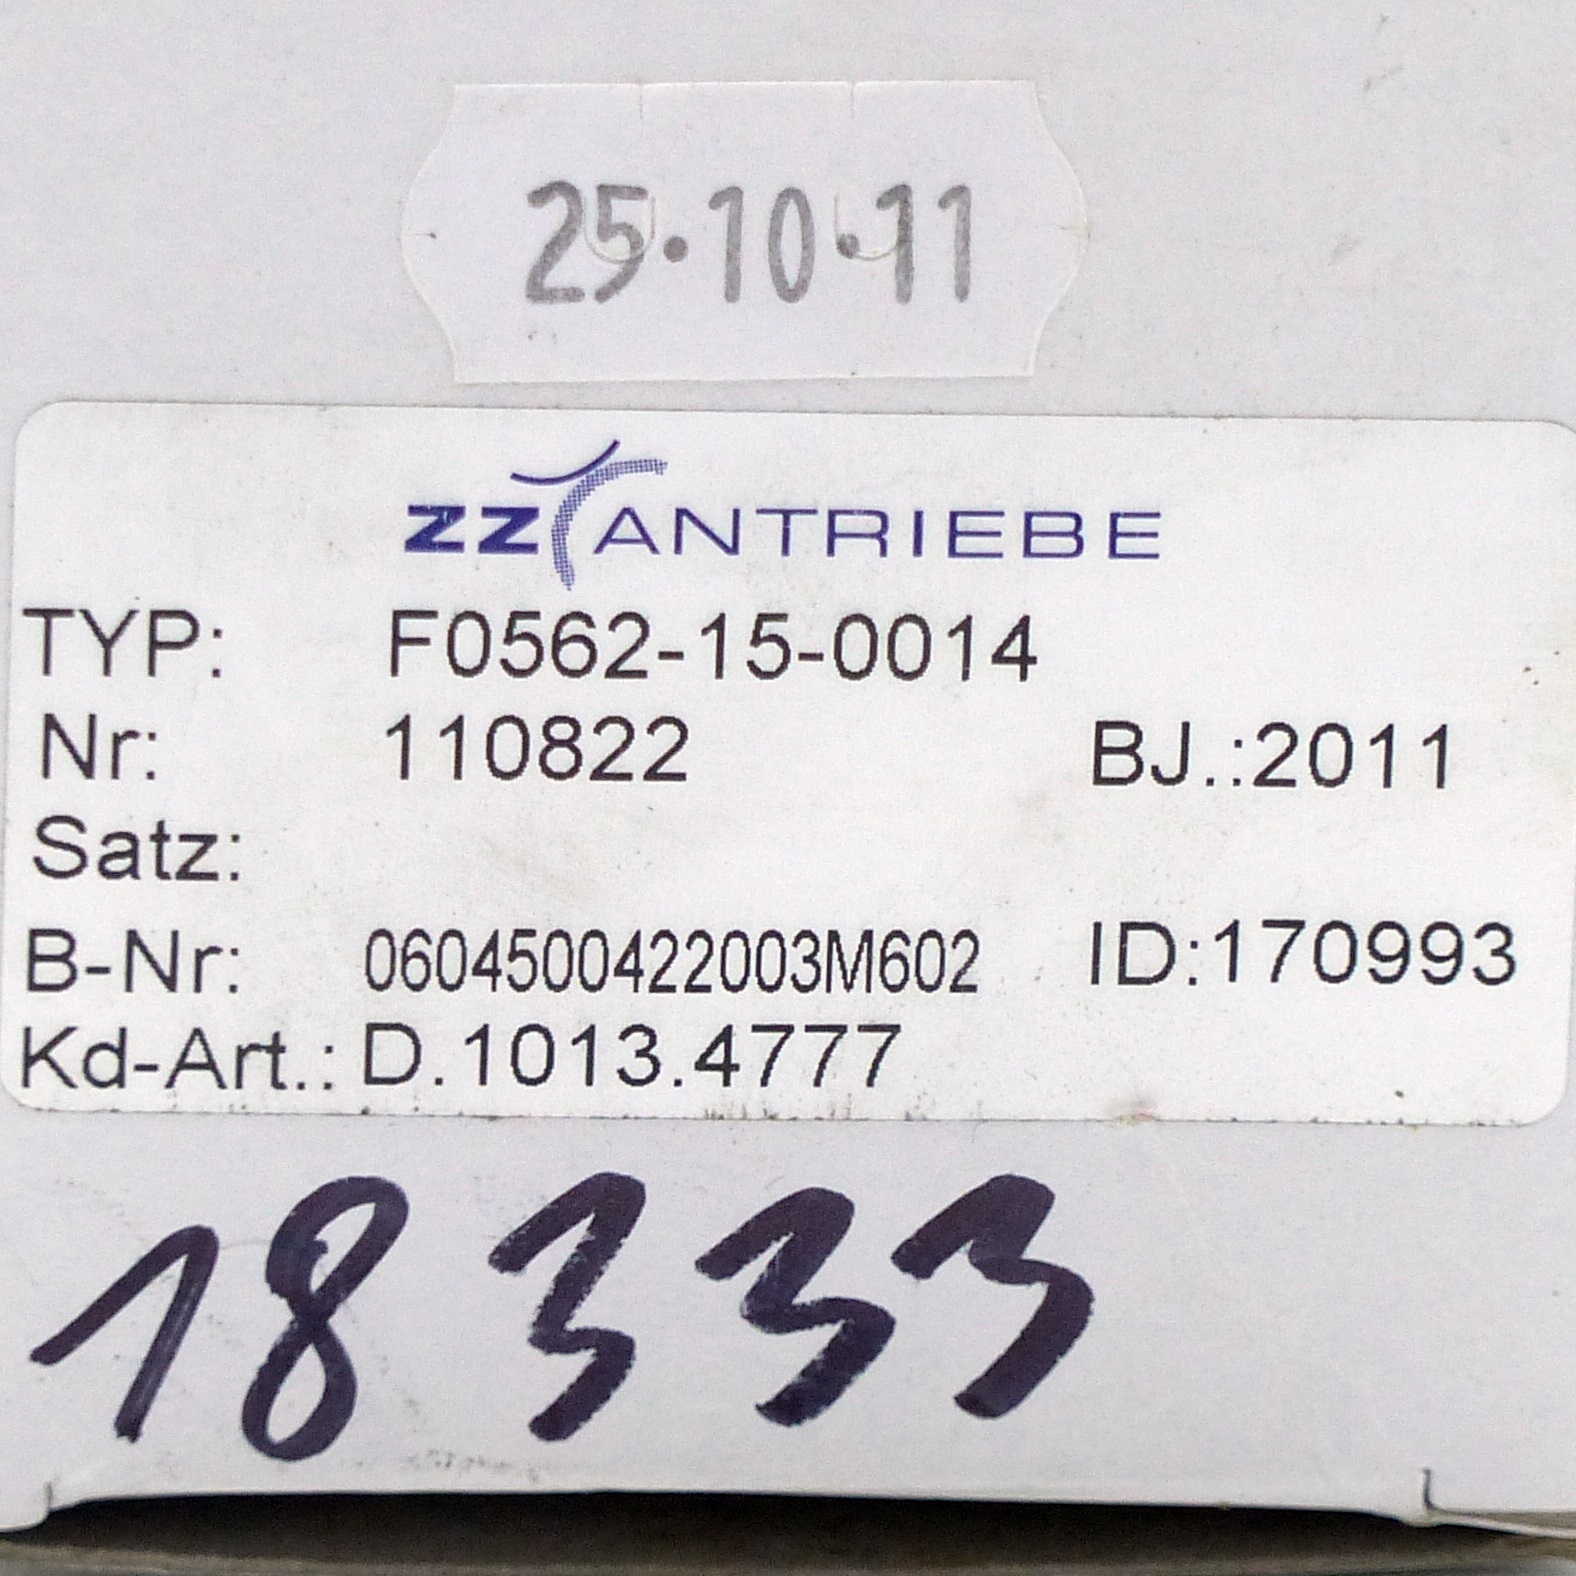 25.10.11
ZZ ANTRIEBE
TYP: F0562-15-0014
Nr: 110822 BJ.:2011
Satz:
B-Nr: 0604500422003M602 ID:170993
Kd-Art.: D.1013.4777
18333